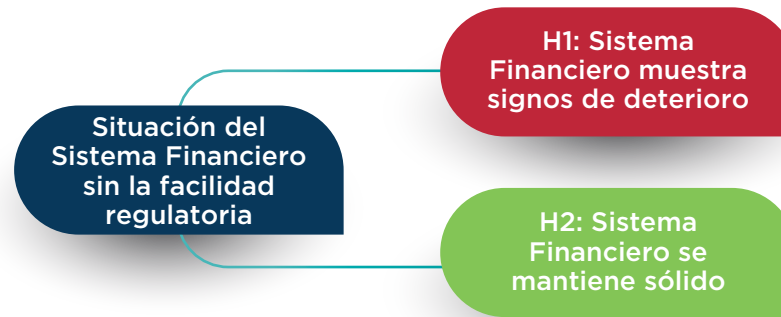 H1: Sistema
Financiero muestra
signos de deterioro
Situación del
Sistema Financiero
sin la facilidad
regulatoria
H2: Sistema
Financiero se
mantiene sólido